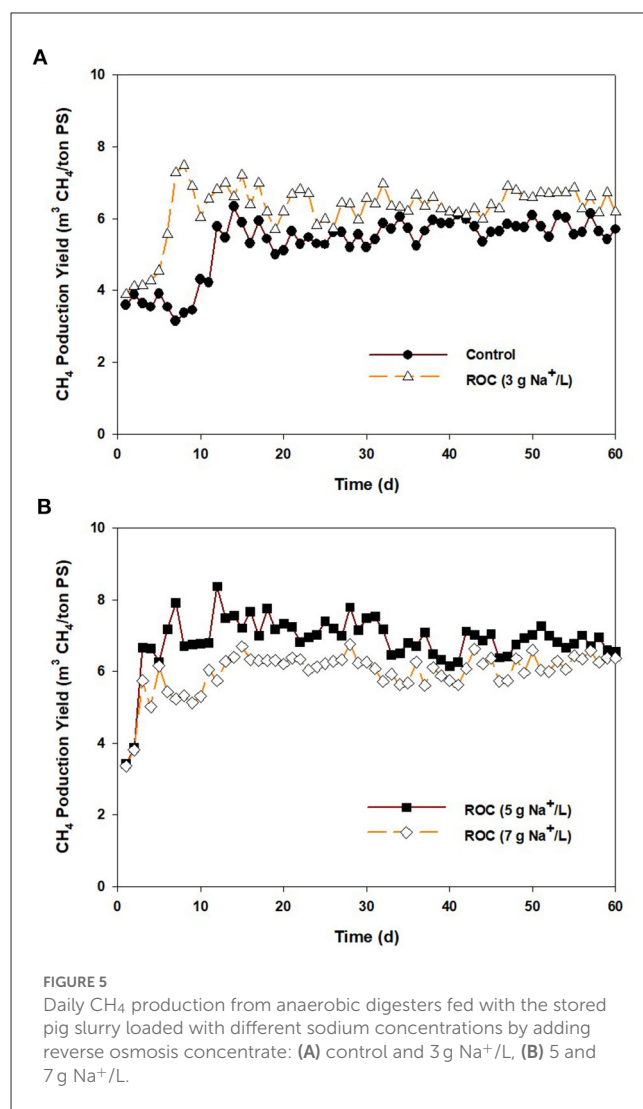 A
10
8
6
4
2
0
CH₄ Poduction Yield (m³ CH₄/ton PS)
Control
ROC (3 g Na⁺/L)
0 10 20 30 40 50 60
Time (d)
B
10
8
6
4
2
0
CH₄ Poduction Yield (m³ CH₄/ton PS)
ROC (5 g Na⁺/L)
ROC (7 g Na⁺/L)
0 10 20 30 40 50 60
Time (d)
FIGURE 5
Daily CH₄ production from anaerobic digesters fed with the stored
pig slurry loaded with different sodium concentrations by adding
reverse osmosis concentrate: (A) control and 3 g Na⁺/L, (B) 5 and
7 g Na⁺/L.